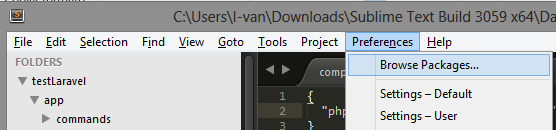 C:\Users\I-van\Downloads\Sublime Text Build 3059 x64\Da
File Edit Selection Find View Goto Tools Project Preferences Help
FOLDERS
testLaravel
app
commands
comp
1 {
2 "php
3 }
Browse Packages...
Settings – Default
Settings – User